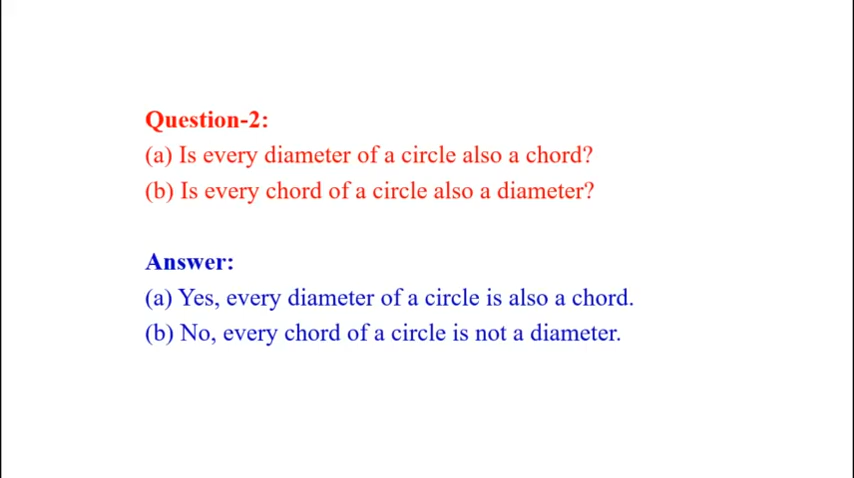 Question-2:
(a) Is every diameter of a circle also a chord?
(b) Is every chord of a circle also a diameter?
Answer:
(a) Yes, every diameter of a circle is also a chord.
(b) No, every chord of a circle is not a diameter.